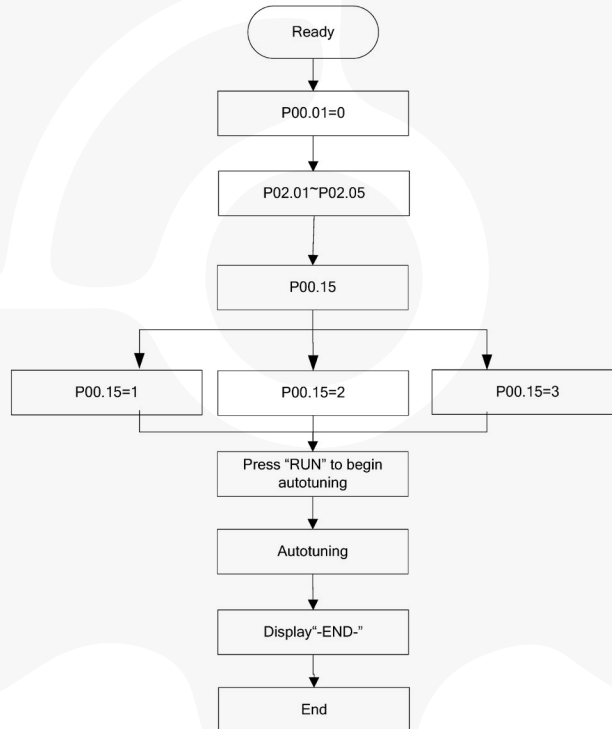 Ready
P00.01=0
P02.01~P02.05
P00.15
P00.15=1
P00.15=2
P00.15=3
Press “RUN” to begin
autotuning
Autotuning
Display“-END-”
End